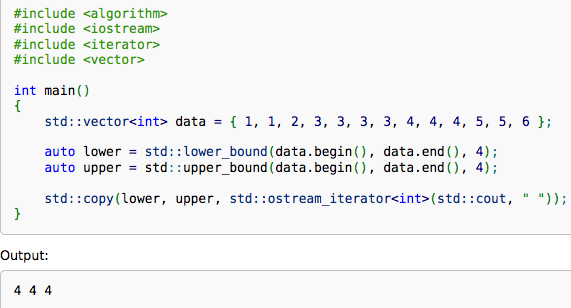 #include <algorithm>
#include <iostream>
#include <iterator>
#include <vector>

int main()
{
    std::vector<int> data = { 1, 1, 2, 3, 3, 3, 3, 4, 4, 4, 5, 5, 6 };

    auto lower = std::lower_bound(data.begin(), data.end(), 4);
    auto upper = std::upper_bound(data.begin(), data.end(), 4);

    std::copy(lower, upper, std::ostream_iterator<int>(std::cout, " "));
}
Output:
4 4 4